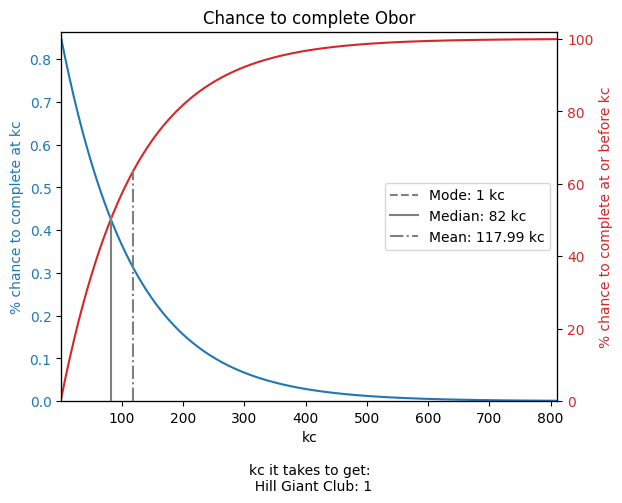 Chance to complete Obor
% chance to complete at kc
0.8
0.7
0.6
0.5
0.4
0.3
0.2
0.1
0.0
100
80
60
40
20
0
% chance to complete at or before kc
Mode: 1 kc
Median: 82 kc
Mean: 117.99 kc
100 200 300 400 500 600 700 800
kc
kc it takes to get:
Hill Giant Club: 1